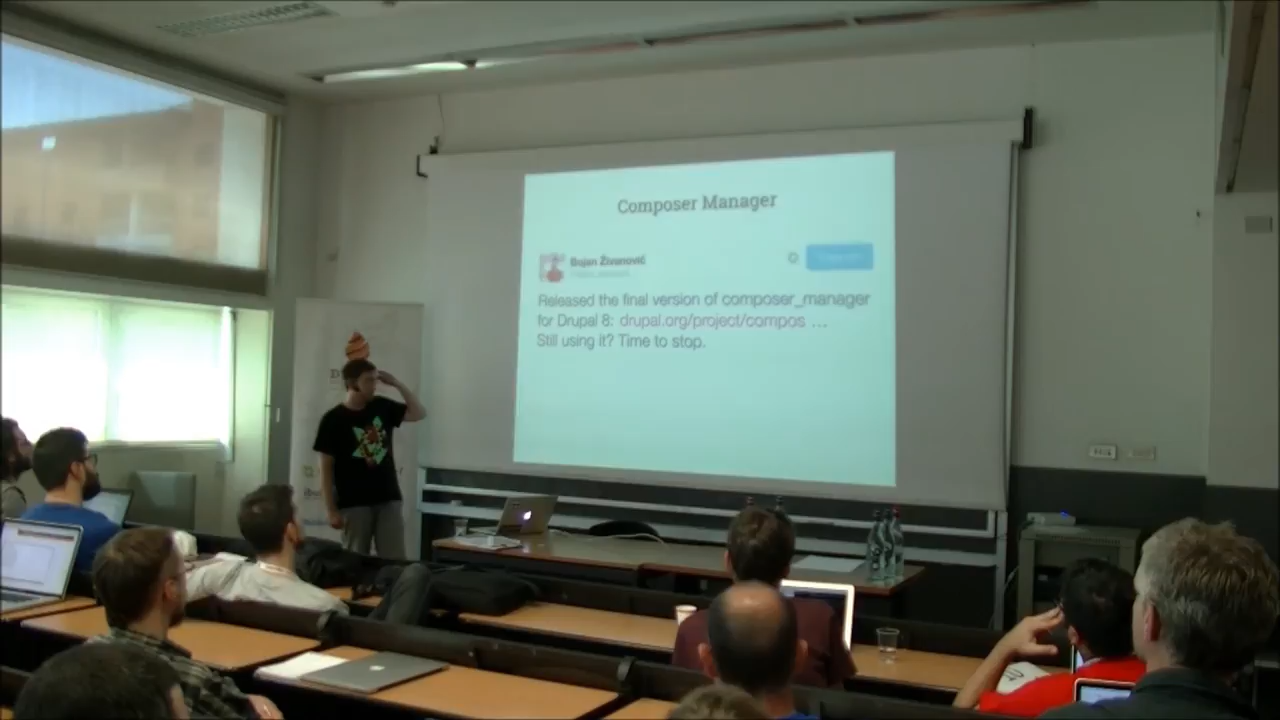 Composer Manager
Bojan Živanović
Released the final version of composer_manager
for Drupal 8: drupal.org/project/compos ...
Still using it? Time to stop.